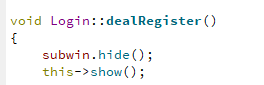 void Login::dealRegister()
{
    subwin.hide();
    this->show();